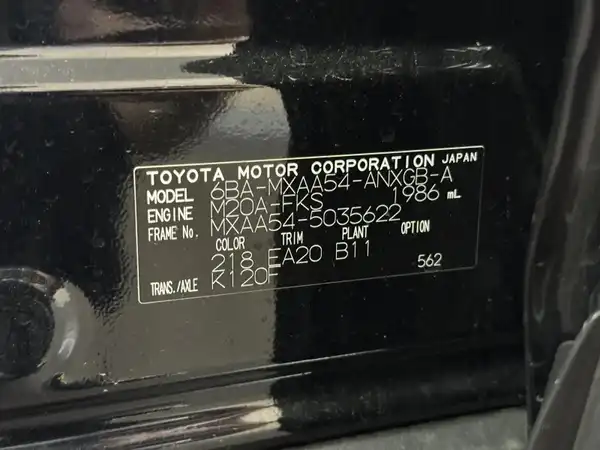 TOYOTA MOTOR CORPORATION JAPAN
MODEL 6BA-MXAA54-ANXGB-A
ENGINE M20A-FKS 1986 mL
FRAME No. MXAA54-5035622
COLOR TRIM PLANT OPTION
218 EA20 B11 562
TRANS./AXLE K120F